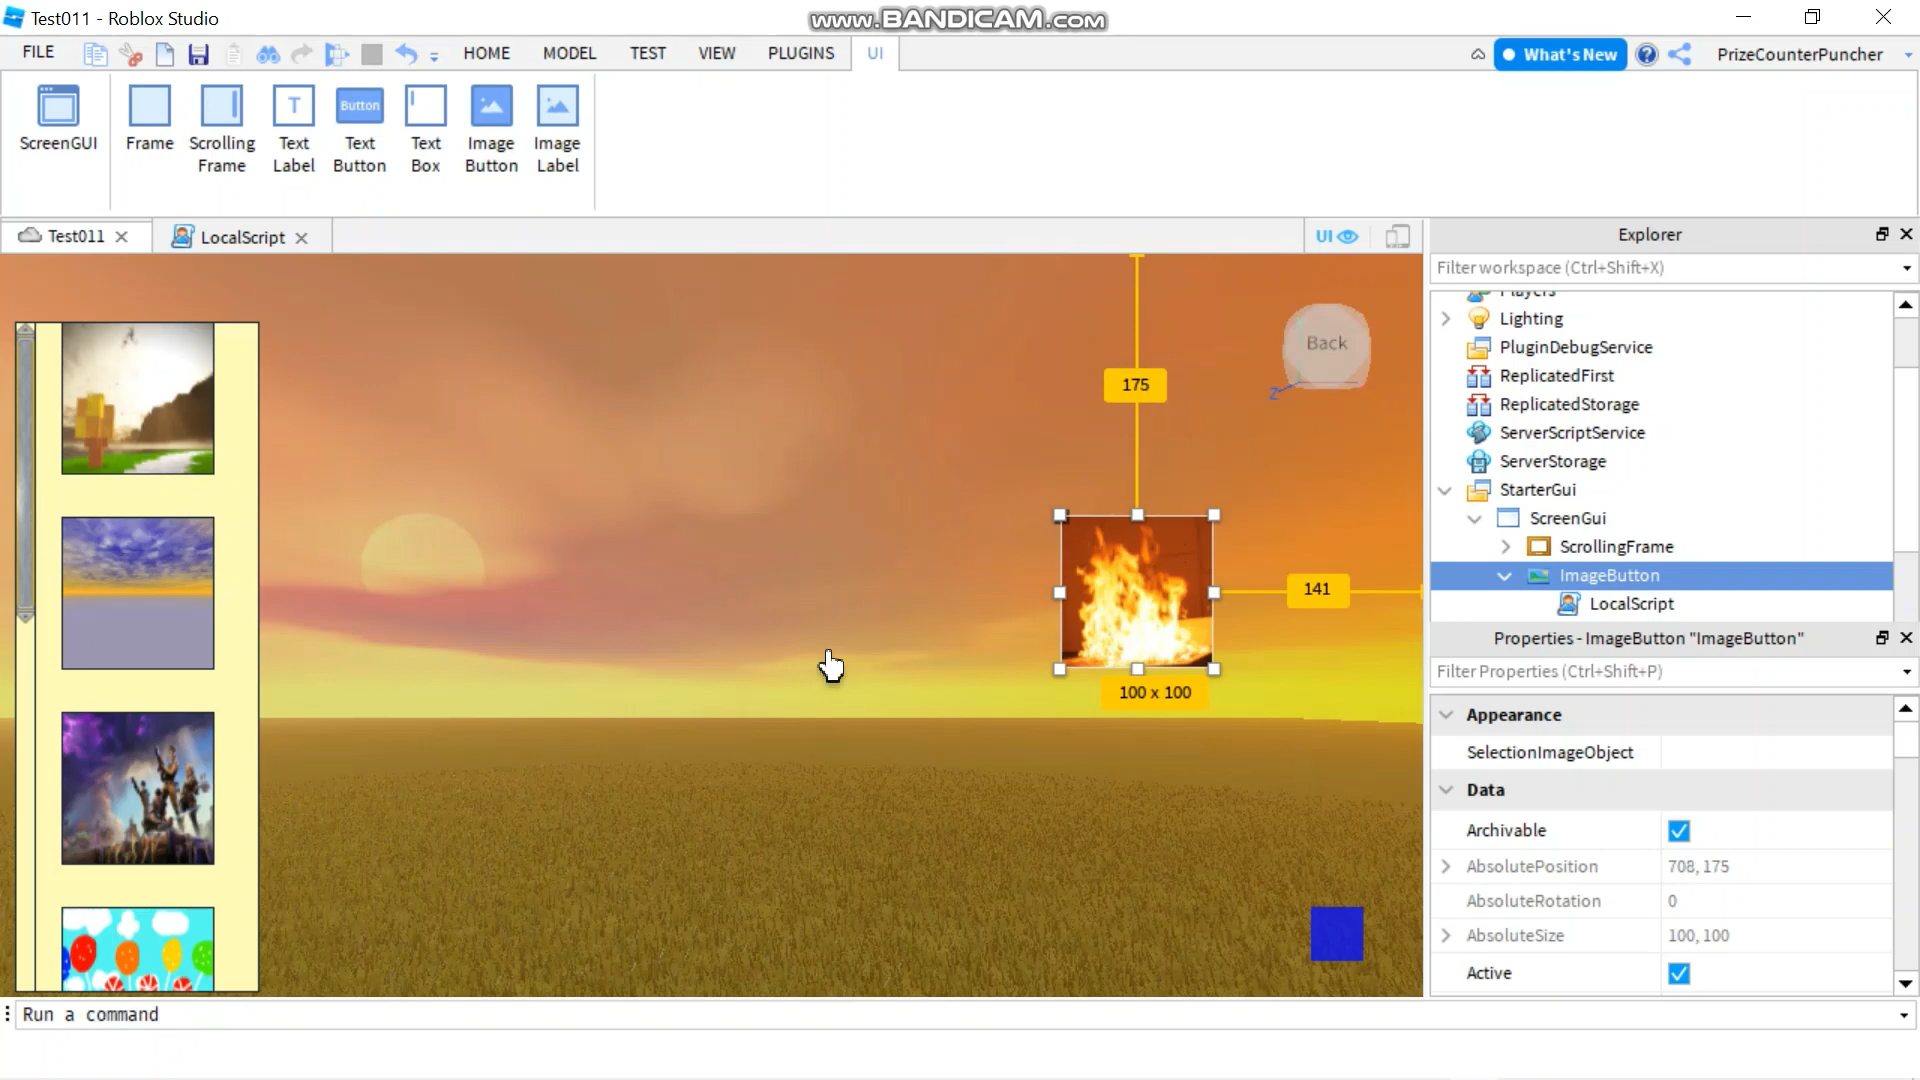 Test011 - Roblox Studio
www.BANDICAM.com
FILE
HOME
MODEL
TEST
VIEW
PLUGINS
UI
What's New
PrizeCounterPuncher
ScreenGUI
Frame
Scrolling
Frame
T
Text
Label
Button
Text
Button
Text
Box
Image
Button
Image
Label
Test011
LocalScript
UI
Explorer
Filter workspace (Ctrl+Shift+X)
Players
Lighting
PluginDebugService
ReplicatedFirst
ReplicatedStorage
ServerScriptService
ServerStorage
StarterGui
ScreenGui
ScrollingFrame
ImageButton
LocalScript
Back
Z
175
141
100 x 100
Properties - ImageButton "ImageButton"
Filter Properties (Ctrl+Shift+P)
Appearance
SelectionImageObject
Data
Archivable
AbsolutePosition 708, 175
AbsoluteRotation 0
AbsoluteSize 100, 100
Active
Run a command